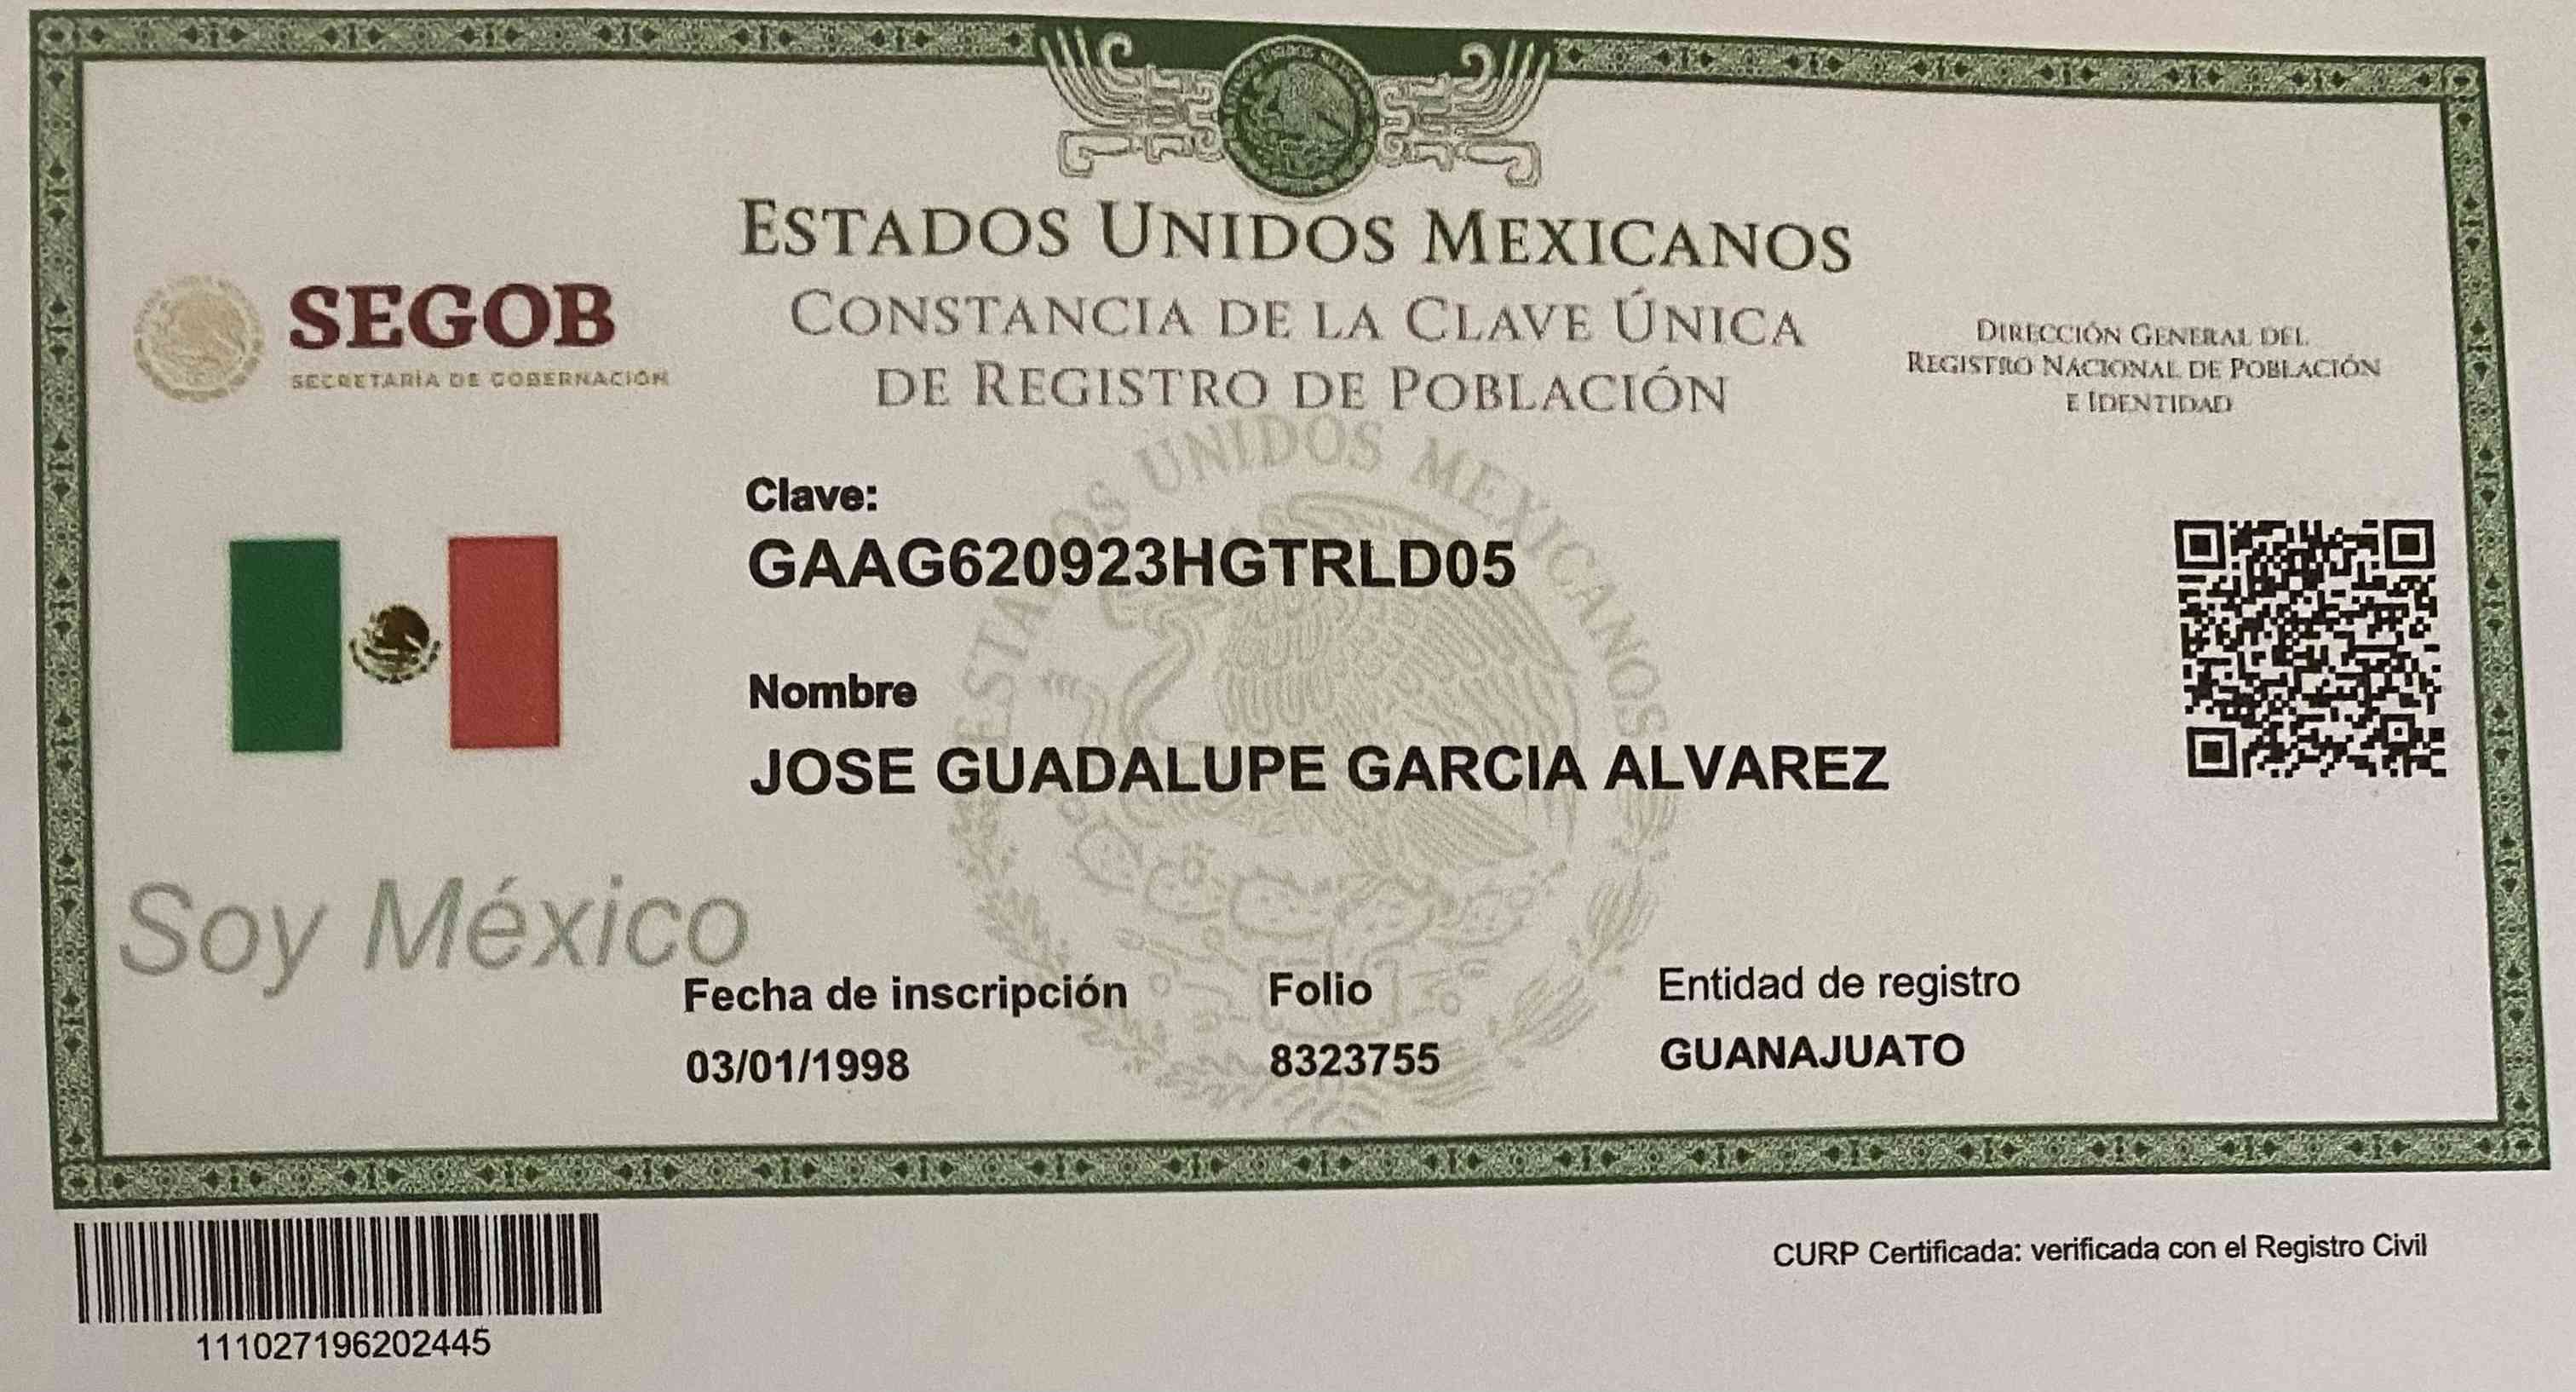 ESTADOS UNIDOS MEXICANOS
CONSTANCIA DE LA CLAVE ÚNICA
DE REGISTRO DE POBLACIÓN
SEGOB
SECRETARÍA DE GOBERNACIÓN
DIRECCIÓN GENERAL DEL
REGISTRO NACIONAL DE POBLACIÓN
E IDENTIDAD
ESTADOS UNIDOS MEXICANOS
Clave:
GAAG620923HGTRLD05
Nombre
JOSE GUADALUPE GARCIA ALVAREZ
Soy México
Fecha de inscripción
03/01/1998
Folio
8323755
Entidad de registro
GUANAJUATO
111027196202445
CURP Certificada: verificada con el Registro Civil